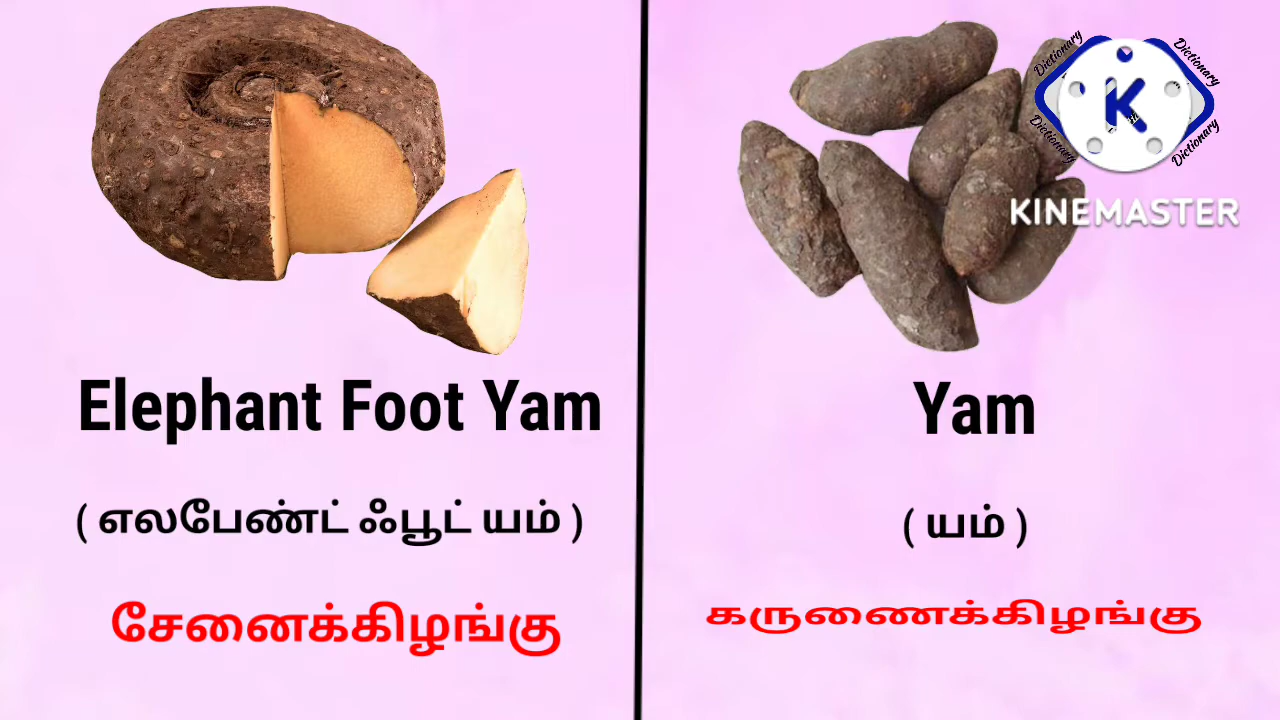 Elephant Foot Yam
( எலபேண்ட் ஃபூட் யம் )
சேனைக்கிழங்கு
Dictionary
Dictionary
Dictionary
Dictionary
K
KINEMASTER
Yam
( யம் )
கருணைக்கிழங்கு